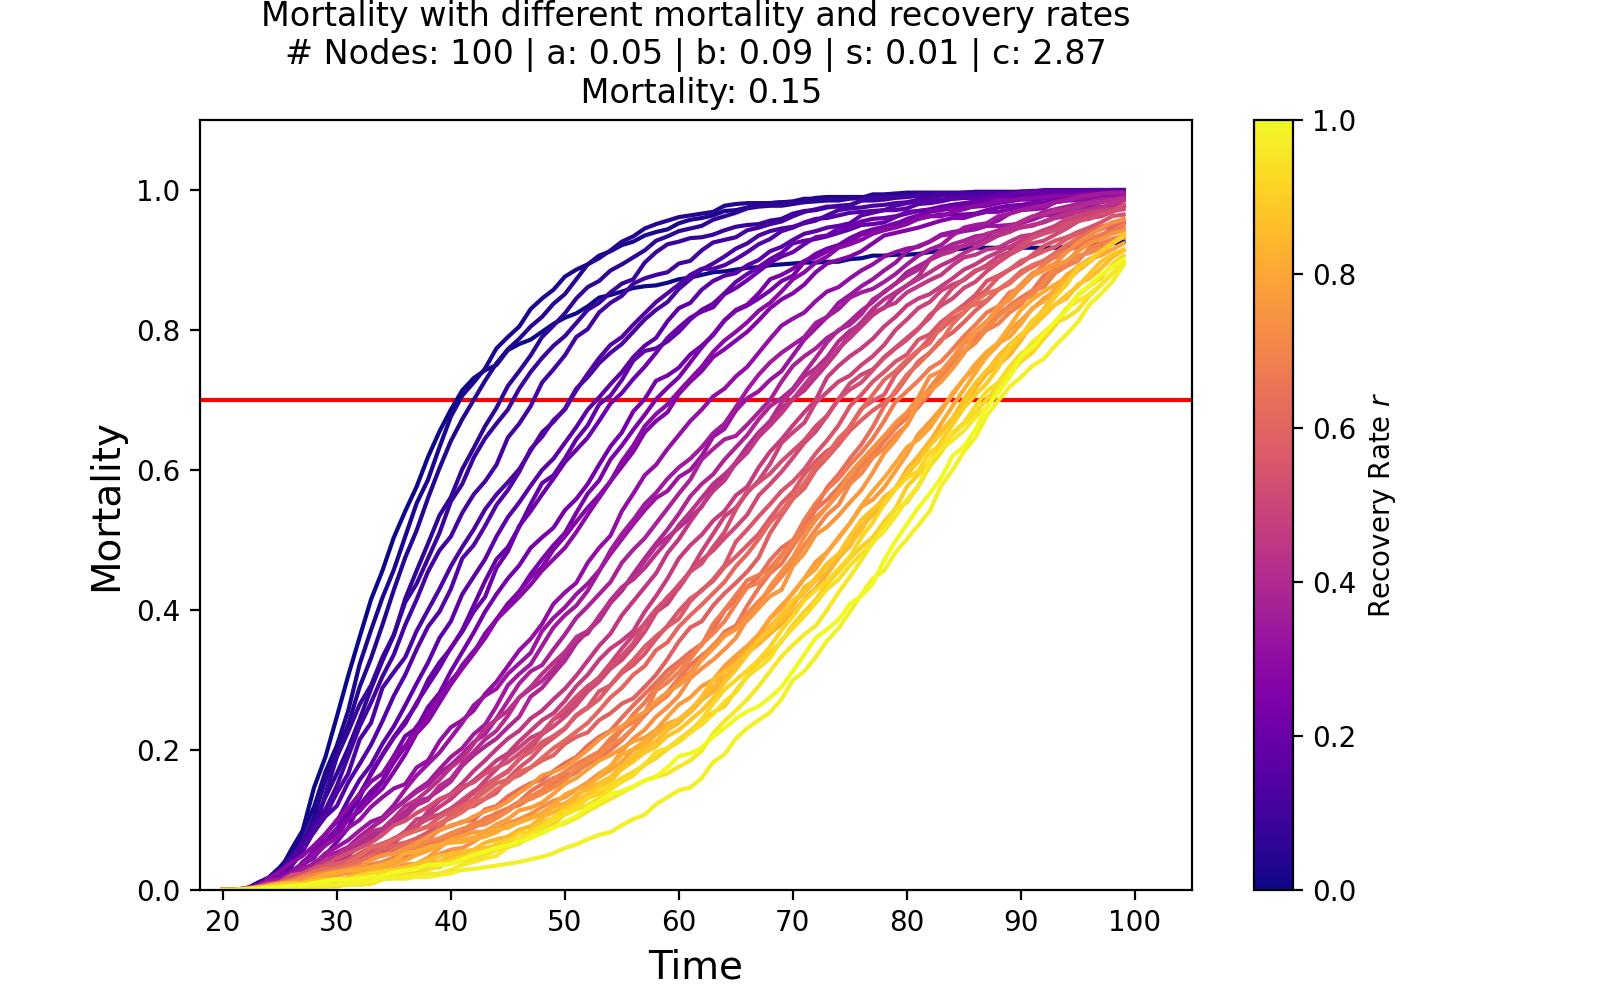 Mortality with different mortality and recovery rates
# Nodes: 100 | a: 0.05 | b: 0.09 | s: 0.01 | c: 2.87
Mortality: 0.15
1.0
0.8
0.6
0.4
0.2
0.0
Mortality
20 30 40 50 60 70 80 90 100
Time
1.0
0.8
0.6
0.4
0.2
0.0
Recovery Rate r